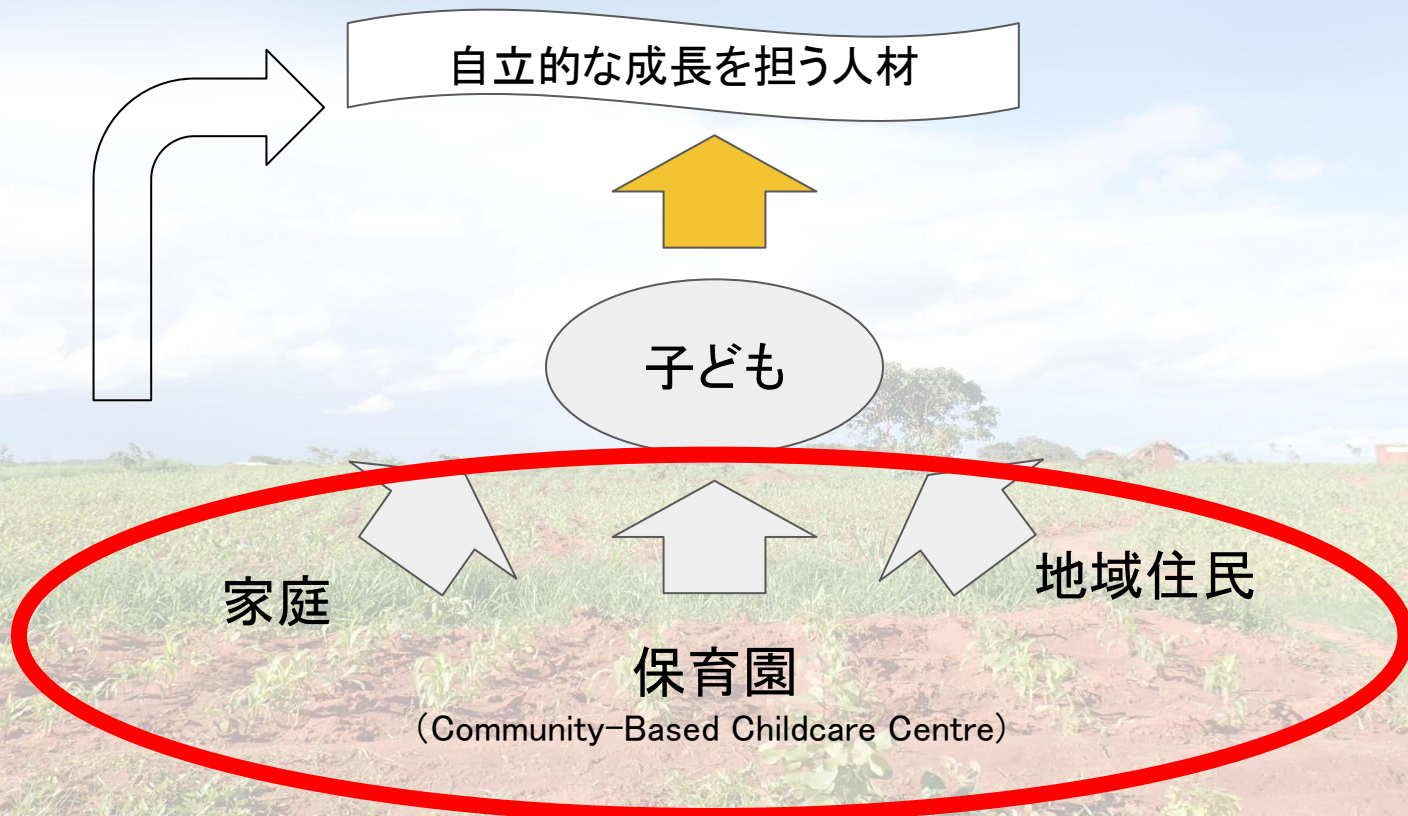 自立的な成長を担う人材
子ども
家庭
地域住民
保育園
（Community-Based Childcare Centre）